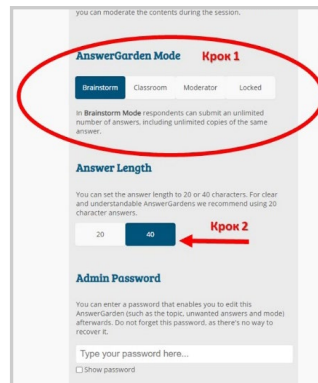 you can moderate the contents during the session.
AnswerGarden Mode Крок 1
Brainstorm Classroom Moderator Locked
In Brainstorm Mode respondents can submit an unlimited
number of answers, including unlimited copies of the same
answer.
Answer Length
You can set the answer length to 20 or 40 characters. For clear
and understandable AnswerGardens we recommend using 20
character answers.
20 40 Крок 2
Admin Password
You can enter a password that enables you to edit this
AnswerGarden (such as the topic, unwanted answers and mode)
afterwards. Do not forget this password, as there's no way to
recover it.
Type your password here...
Show password